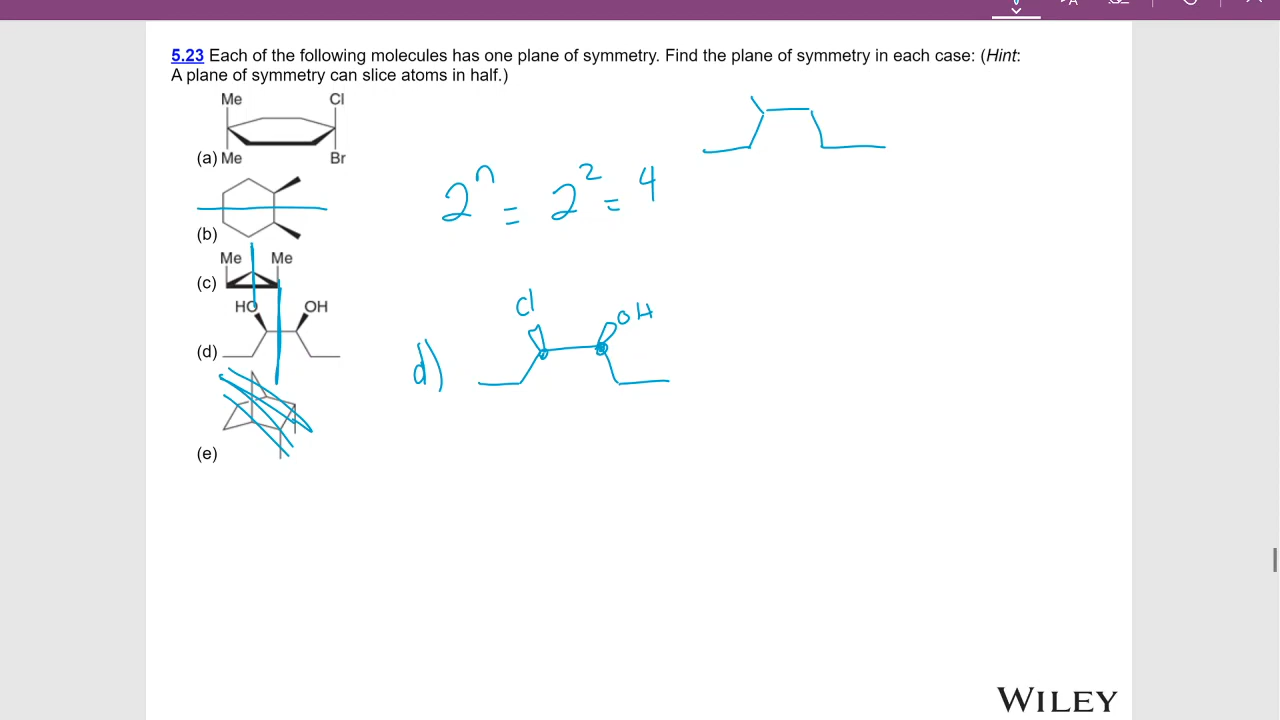 5.23 Each of the following molecules has one plane of symmetry. Find the plane of symmetry in each case: (Hint:
A plane of symmetry can slice atoms in half.)
Me Cl
(a) Me Br
2ⁿ = 2² = 4
(b)
Me Me
(c)
HO OH
Cl OH
(d)
d)
(e)
WILEY